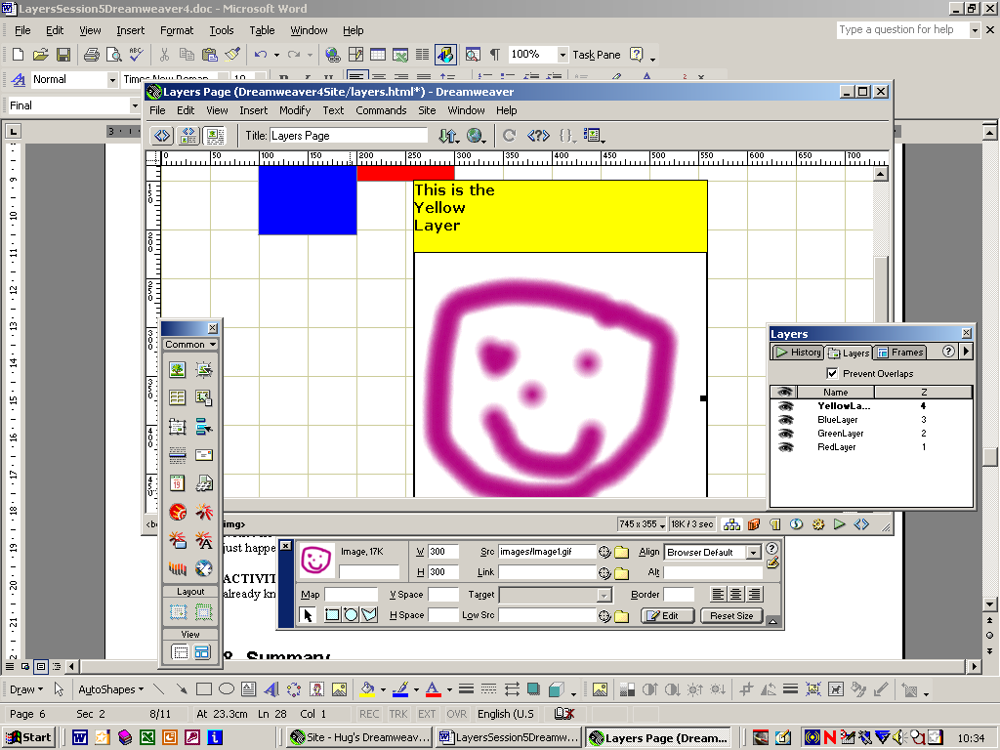 LayersSession5Dreamweaver4.doc - Microsoft Word
File Edit View Insert Format Tools Table Window Help
Type a question for help
100% Task Pane
Normal Times New Roman 10
Final
Layers Page (Dreamweaver4Site/layers.html*) - Dreamweaver
File Edit View Insert Modify Text Commands Site Window Help
Title: Layers Page
0 50 100 150 200 250 300 350 400 450 500 550 600 650 700
This is the
Yellow
Layer
Common
Layout
View
Layers
History Layers Frames
Prevent Overlaps
Name Z
YellowLa... 4
BlueLayer 3
GreenLayer 2
RedLayer 1
img>
745 x 355 18K / 3 sec
just happe
ACTIVIT
already kn
8 Summary
Image, 17K W 300 Src images/Image1.gif Align Browser Default
H 300 Link Alt
Map V Space Target Border
H Space Low Src Edit Reset Size
Draw AutoShapes
Page 6 Sec 2 8/11 At 23.3cm Ln 28 Col 1 REC TRK EXT OVR English (U.S
Start Site - Hug's Dreamweav... LayersSession5Dreamw... Layers Page (Dream... 10:34